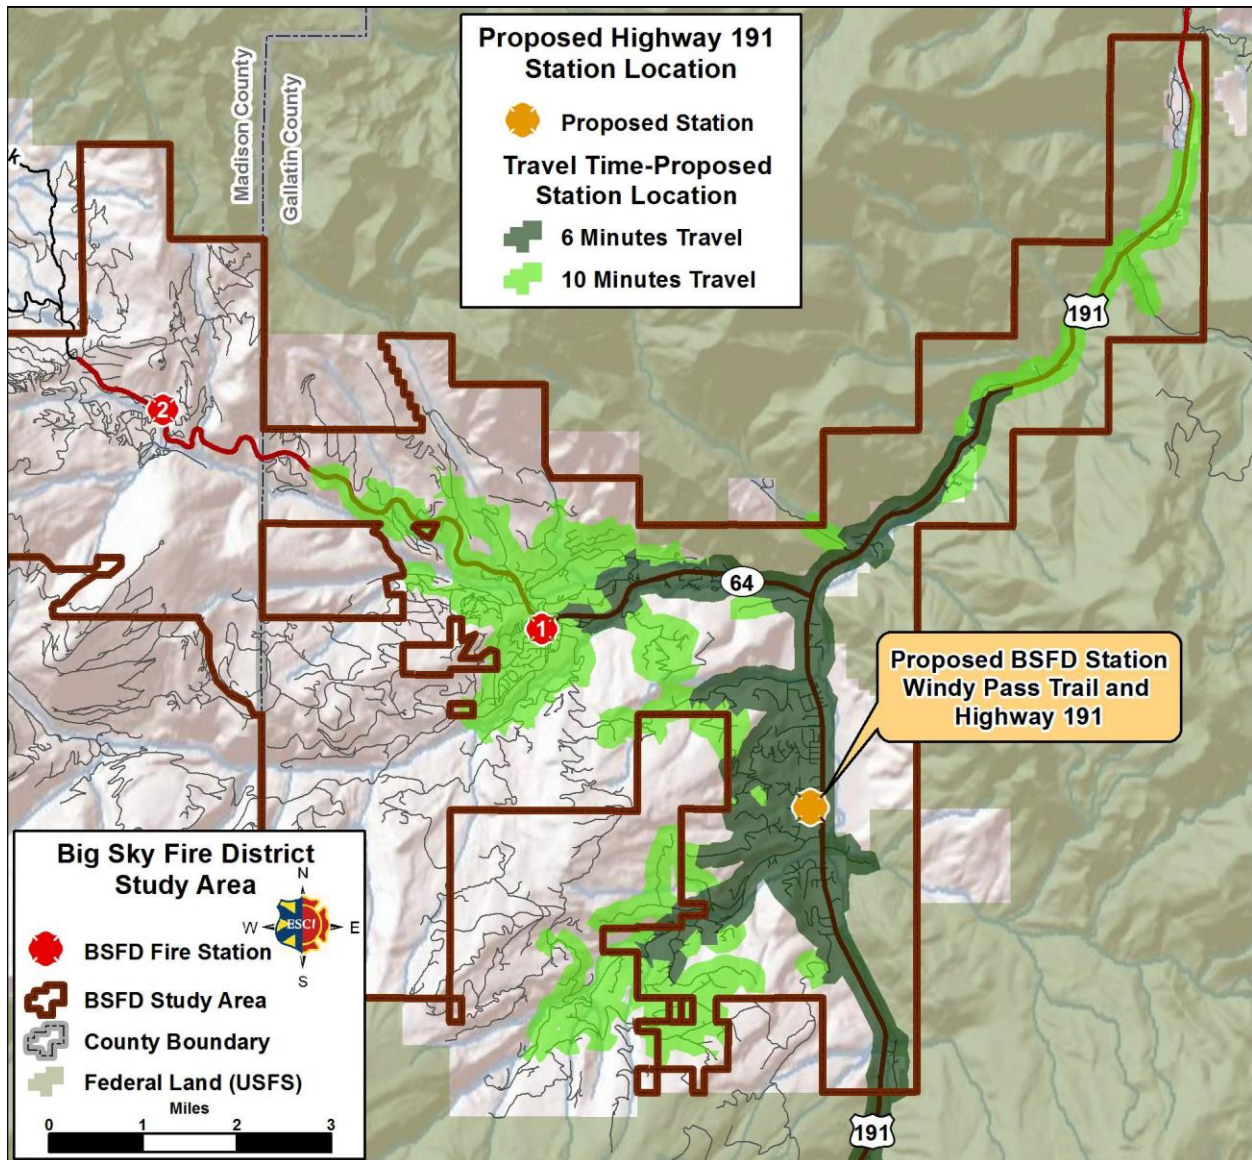 Proposed Highway 191
Station Location
Proposed Station
Travel Time-Proposed
Station Location
6 Minutes Travel
10 Minutes Travel
Madison County
Gallatin County
k
191
2
64
1
Proposed BSFD Station
Windy Pass Trail and
Highway 191
Big Sky Fire District
Study Area
N
W
ESCI
E
S
BSFD Fire Station
BSFD Study Area
County Boundary
Federal Land (USFS)
Miles
0 1 2 3
191